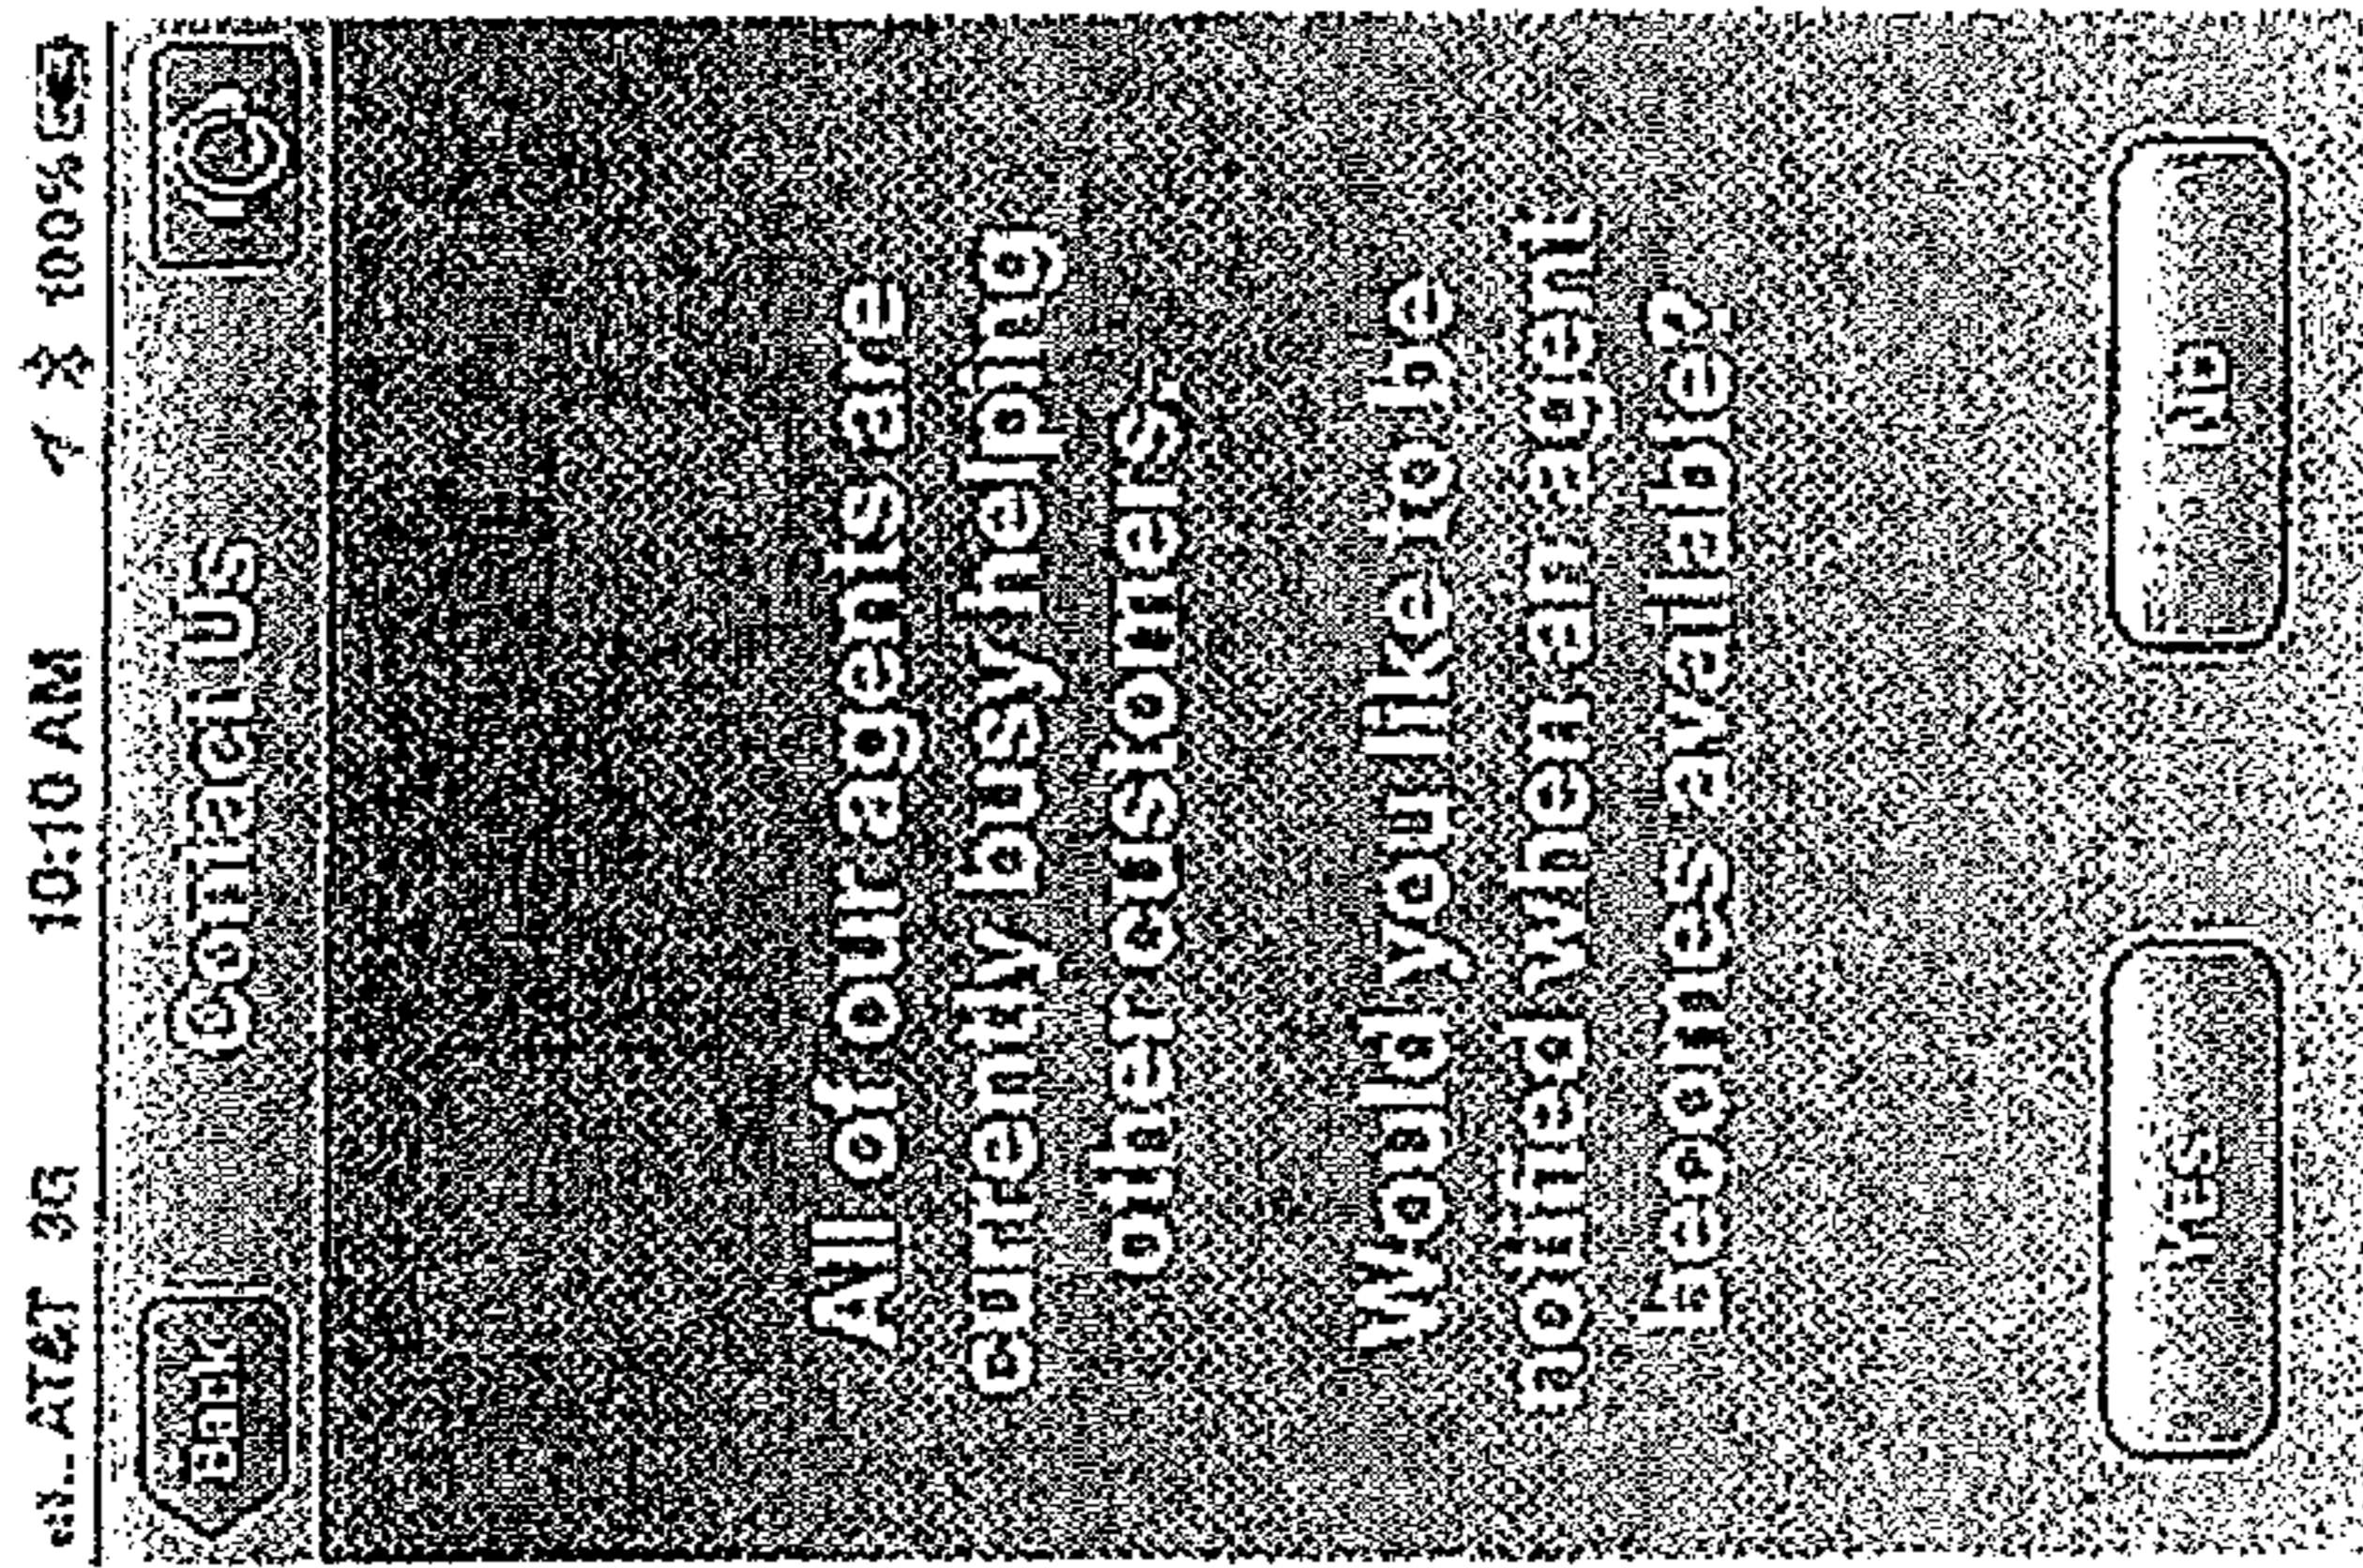 AT&T 3G 10:10 AM 100%
Back Contact Us
All of our agents are
currently busy helping
other customers.
Would you like to be
notified when an agent
becomes available?
Yes No